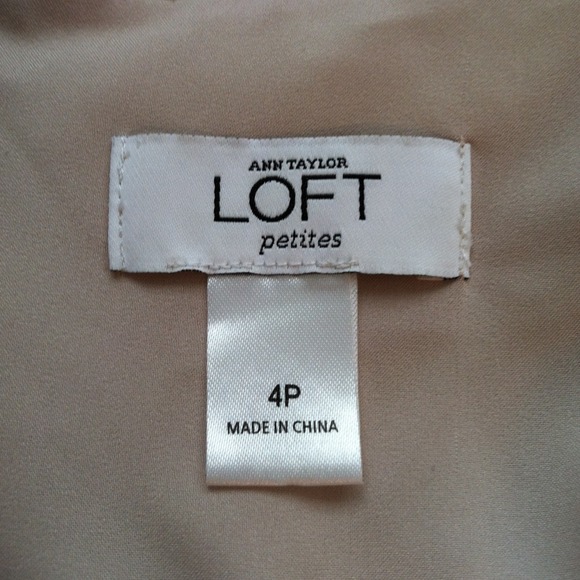 ANN TAYLOR
LOFT
petites
4P
MADE IN CHINA